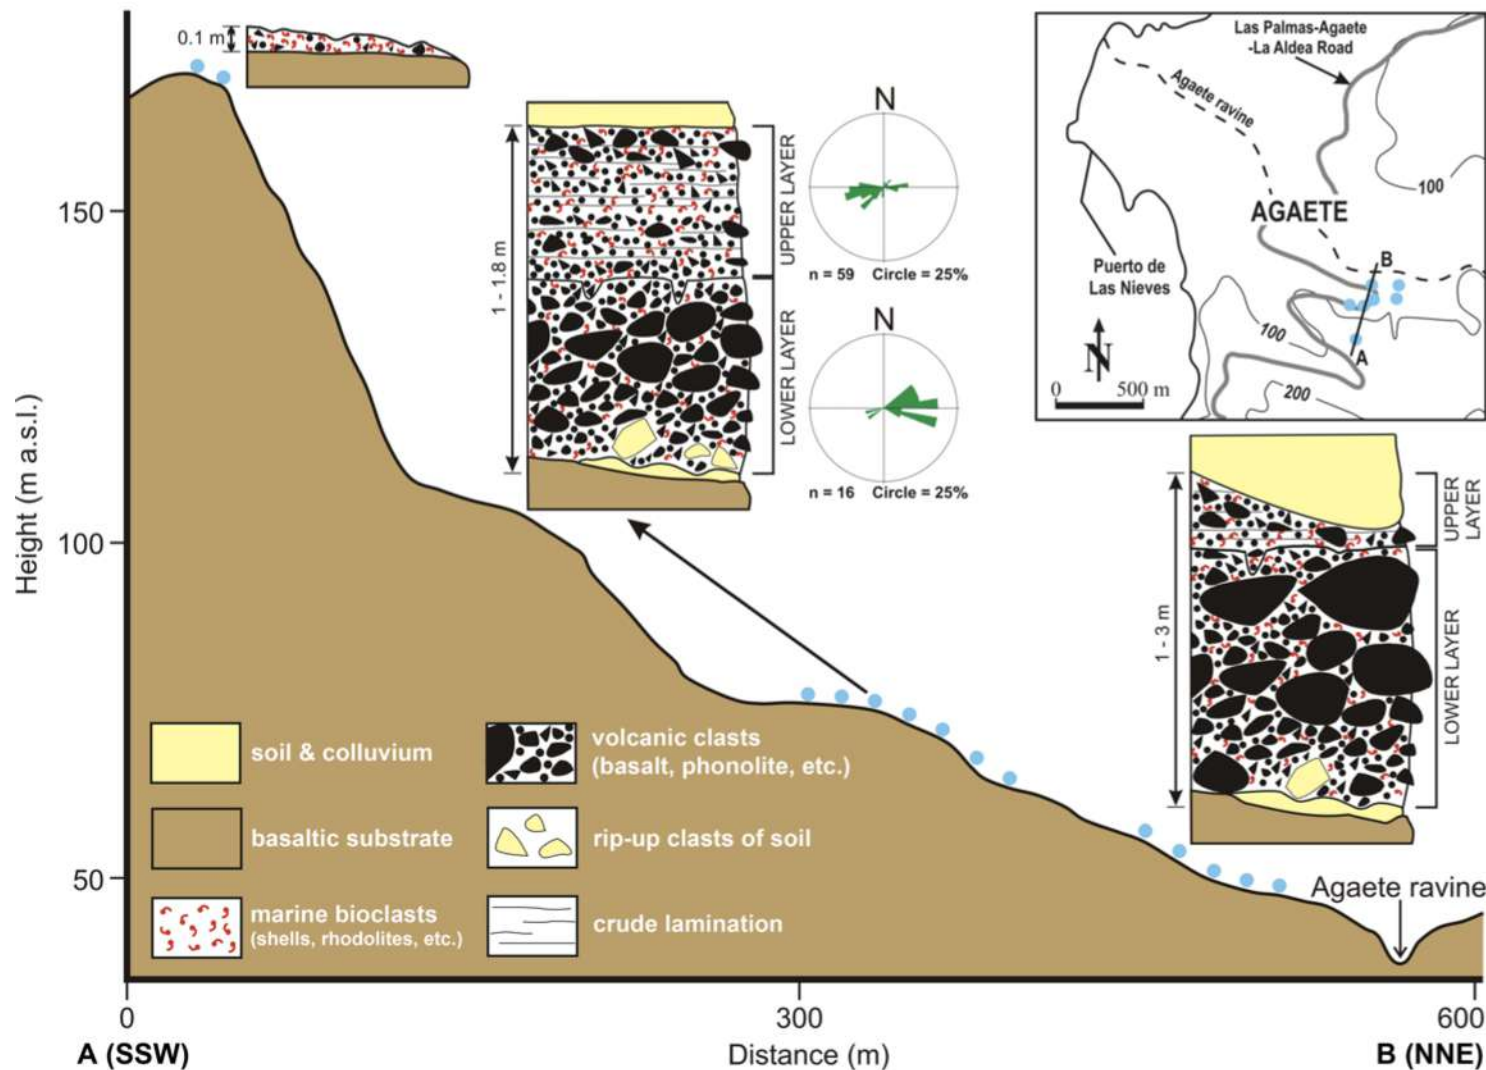 0.1 m
Height (m a.s.l.)
150
100
50
1 - 1.8 m
UPPER LAYER
LOWER LAYER
N
n = 59 Circle = 25%
N
n = 16 Circle = 25%
Las Palmas-Agaete
-La Aldea Road
Agaete ravine
100
AGAETE
B
Puerto de
Las Nieves
100
A
N
0 500 m
200
1 - 3 m
UPPER
LAYER
LOWER LAYER
soil & colluvium
basaltic substrate
marine bioclasts
(shells, rhodolites, etc.)
volcanic clasts
(basalt, phonolite, etc.)
rip-up clasts of soil
crude lamination
Agaete ravine
0
300
600
A (SSW)
Distance (m)
B (NNE)